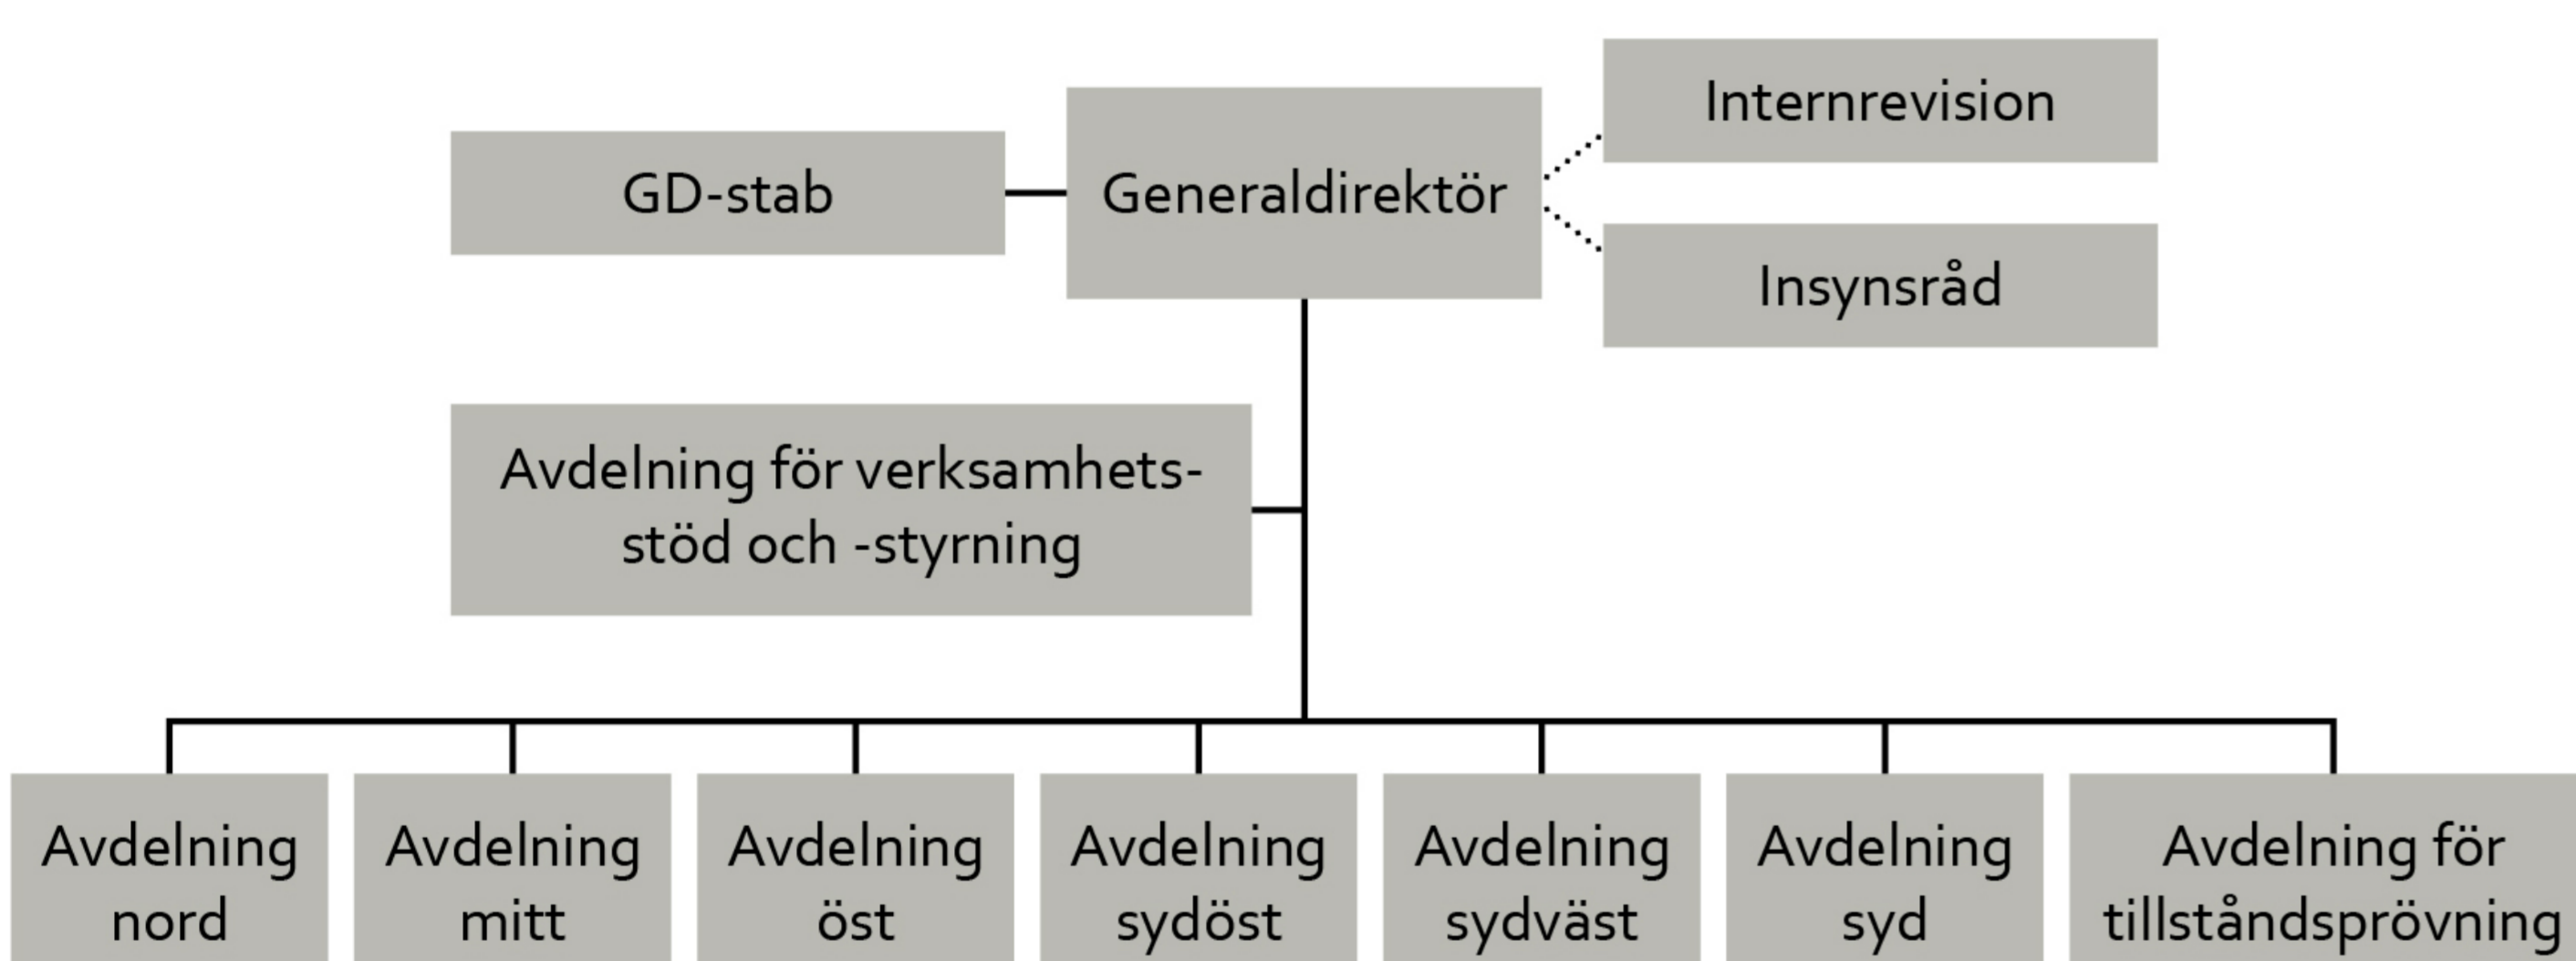 Internrevision
GD-stab
Generaldirektör
Insynsråd
Avdelning för verksamhets-
stöd och -styrning
Avdelning
nord
Avdelning
mitt
Avdelning
öst
Avdelning
sydöst
Avdelning
sydväst
Avdelning
syd
Avdelning för
tillståndsprövning